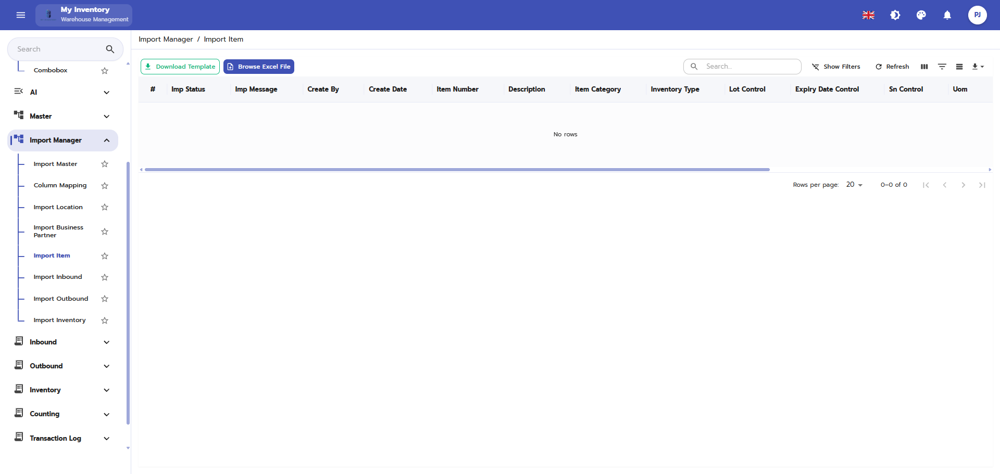 My Inventory
Warehouse Management
PJ
Search
Combobox
AI
Master
Import Manager
Import Master
Column Mapping
Import Location
Import Business
Partner
Import Item
Import Inbound
Import Outbound
Import Inventory
Inbound
Outbound
Inventory
Counting
Transaction Log
Import Manager / Import Item
Download Template
Browse Excel File
Search...
Show Filters
Refresh
# Imp Status Imp Message Create By Create Date Item Number Description Item Category Inventory Type Lot Control Expiry Date Control Sn Control Uom
No rows
Rows per page: 20 0–0 of 0